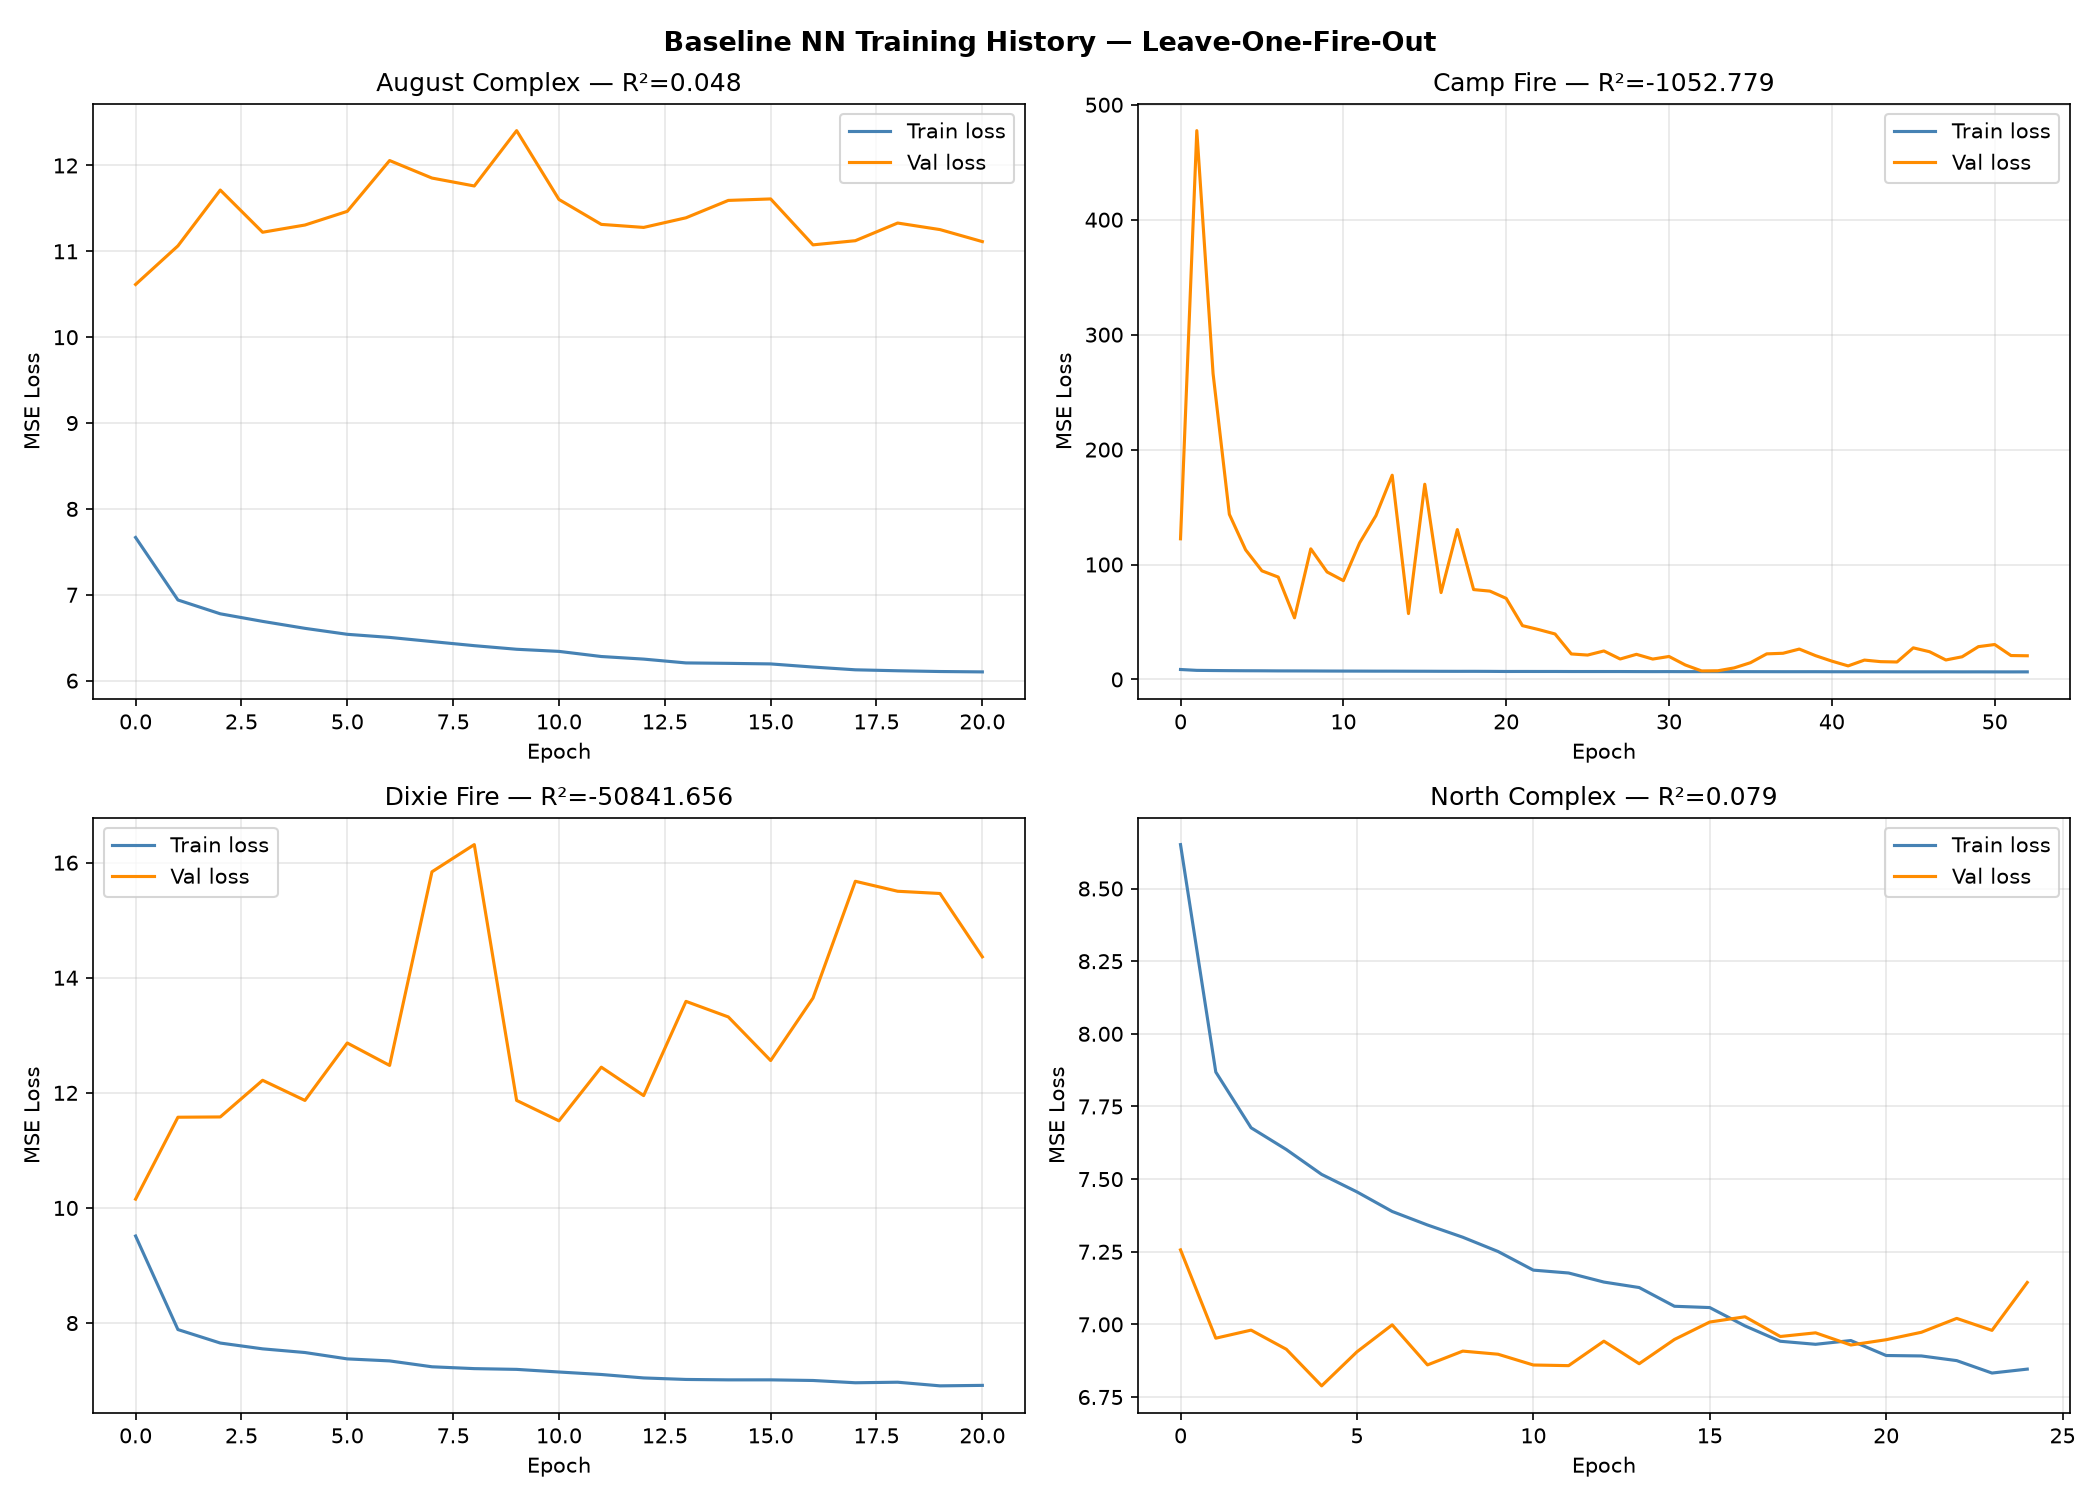 Baseline NN Training History — Leave-One-Fire-Out
August Complex — R²=0.048
Train loss
Val loss
12
11
10
9
8
7
6
MSE Loss
0.0 2.5 5.0 7.5 10.0 12.5 15.0 17.5 20.0
Epoch
Camp Fire — R²=-1052.779
Train loss
Val loss
500
400
300
200
100
0
MSE Loss
0 10 20 30 40 50
Epoch
Dixie Fire — R²=-50841.656
Train loss
Val loss
16
14
12
10
8
MSE Loss
0.0 2.5 5.0 7.5 10.0 12.5 15.0 17.5 20.0
Epoch
North Complex — R²=0.079
Train loss
Val loss
8.50
8.25
8.00
7.75
7.50
7.25
7.00
6.75
MSE Loss
0 5 10 15 20 25
Epoch